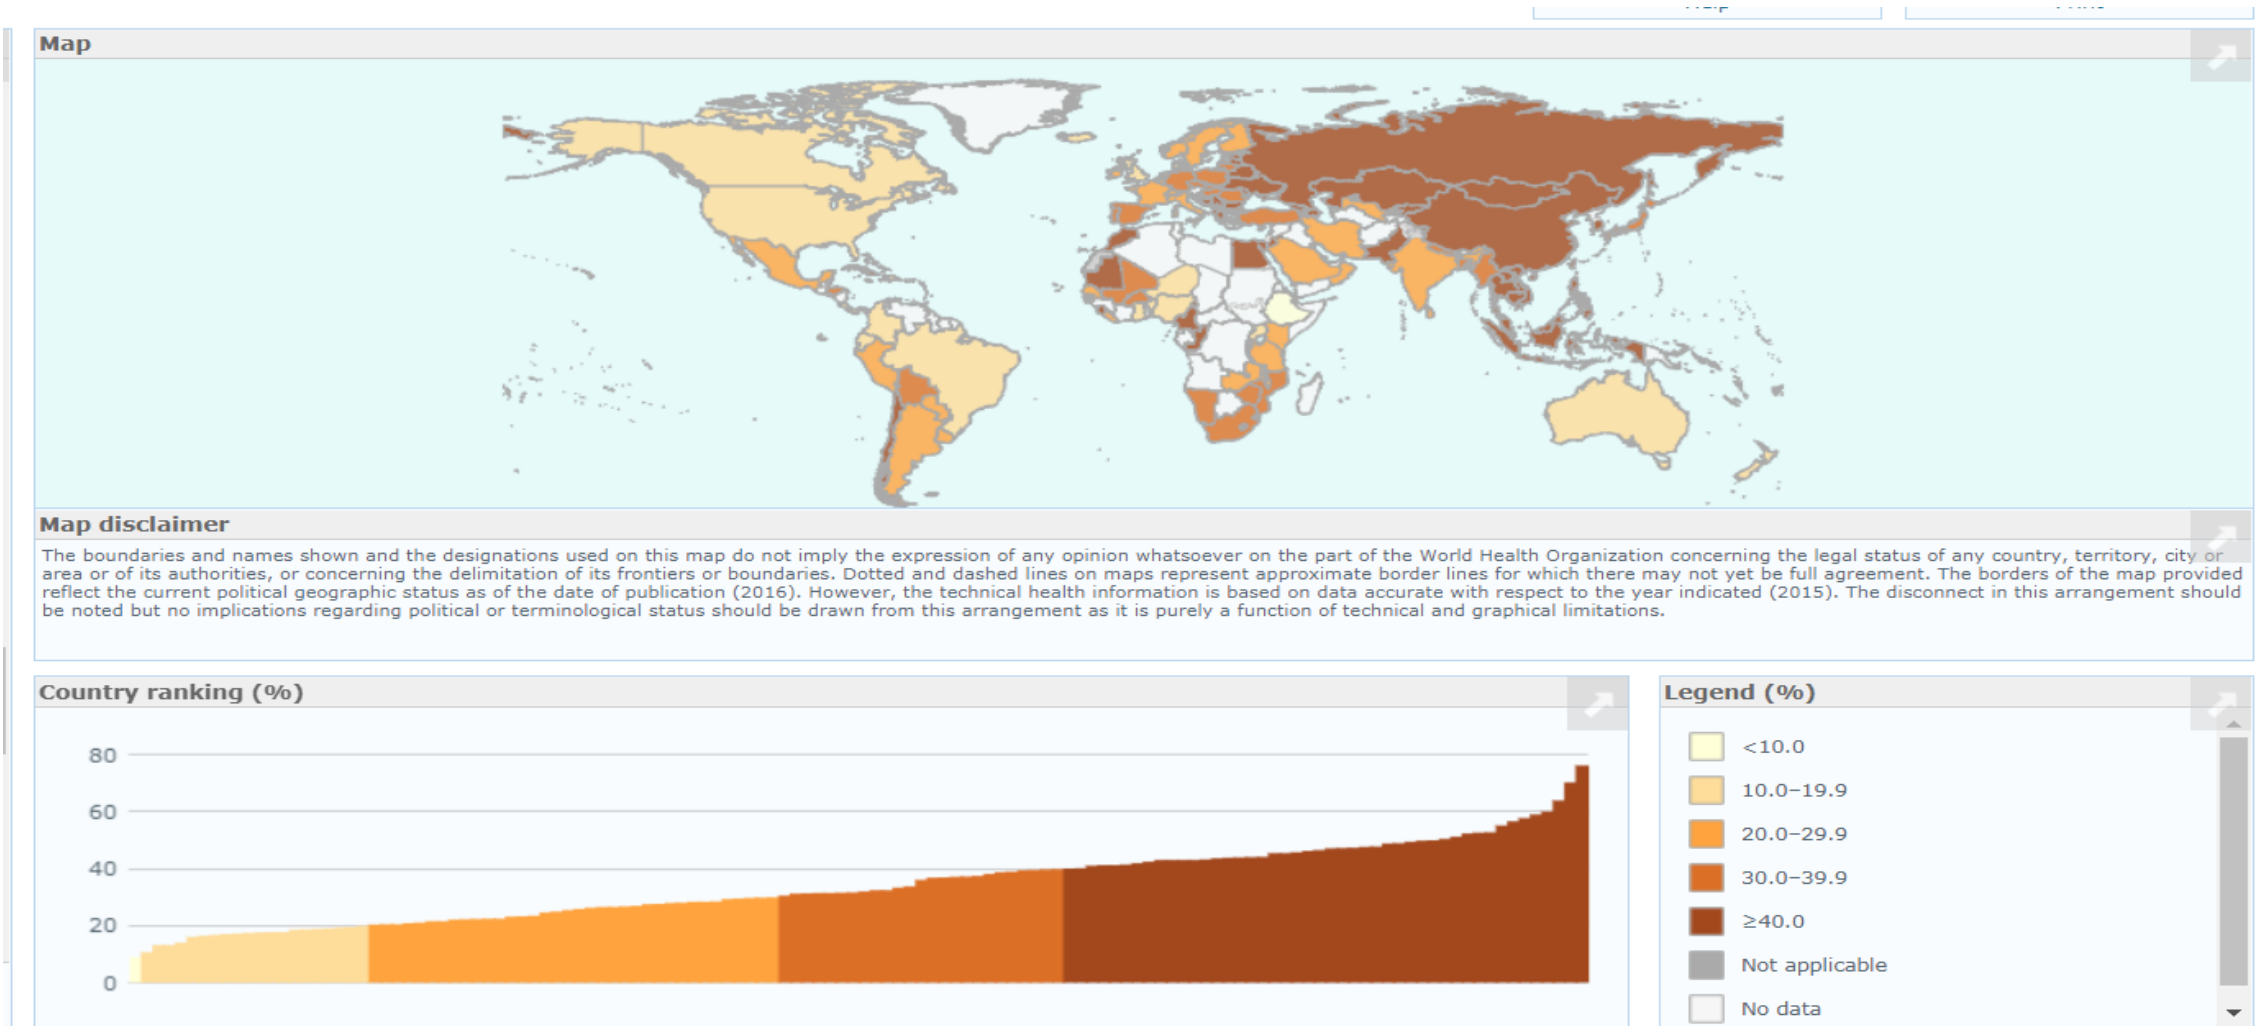 Map
Map disclaimer
The boundaries and names shown and the designations used on this map do not imply the expression of any opinion whatsoever on the part of the World Health Organization concerning the legal status of any country, territory, city or
area or of its authorities, or concerning the delimitation of its frontiers or boundaries. Dotted and dashed lines on maps represent approximate border lines for which there may not yet be full agreement. The borders of the map provided
reflect the current political geographic status as of the date of publication (2016). However, the technical health information is based on data accurate with respect to the year indicated (2015). The disconnect in this arrangement should
be noted but no implications regarding political or terminological status should be drawn from this arrangement as it is purely a function of technical and graphical limitations.
Country ranking (%)
80
60
40
20
0
Legend (%)
<10.0
10.0–19.9
20.0–29.9
30.0–39.9
≥40.0
Not applicable
No data